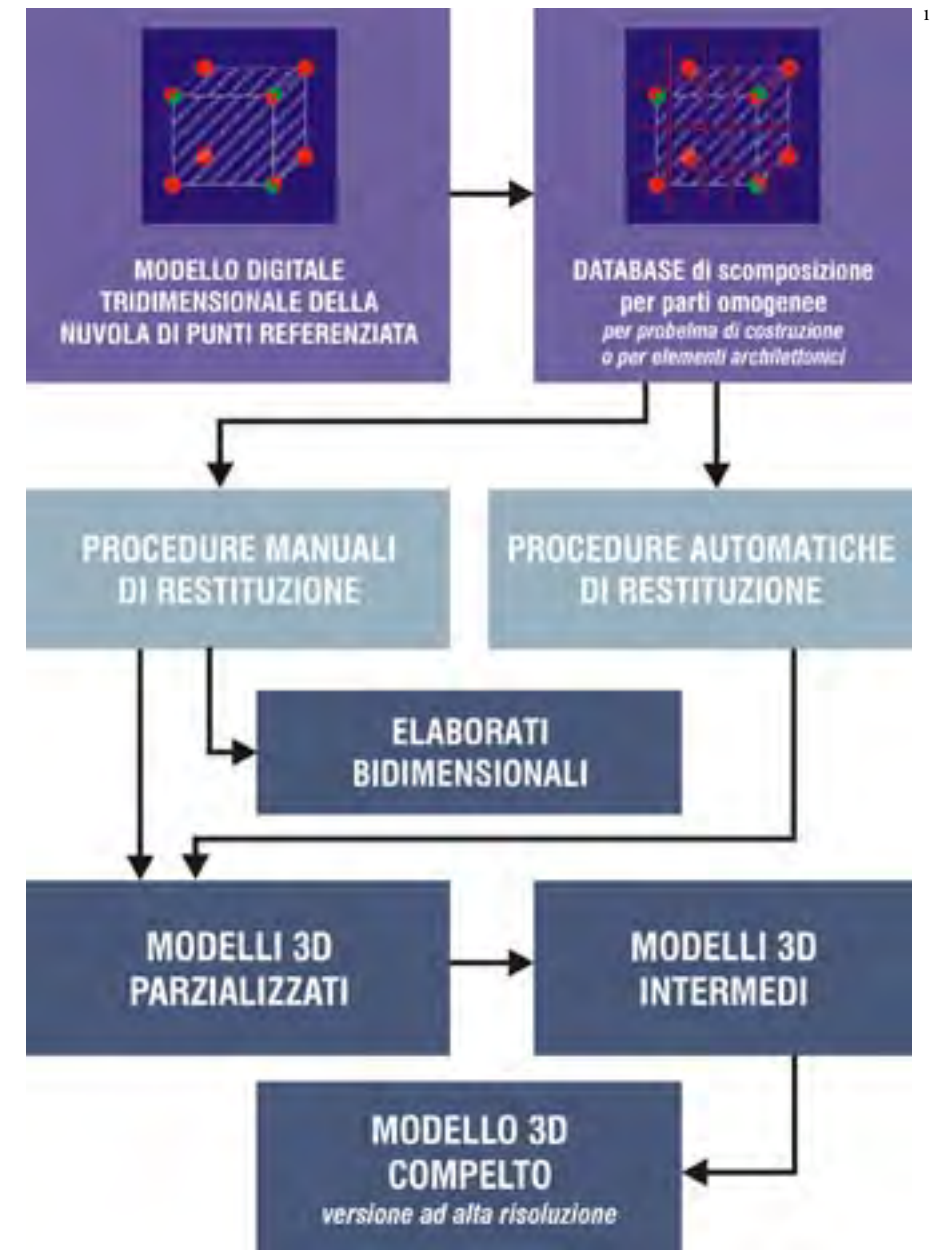 1
MODELLO DIGITALE
TRIDIMENSIONALE DELLA
NUVOLA DI PUNTI REFERENZIATA
DATABASE di scomposizione
per parti omogenee
per probelma di costruzione
o per elementi architettonici
PROCEDURE MANUALI
DI RESTITUZIONE
PROCEDURE AUTOMATICHE
DI RESTITUZIONE
ELABORATI
BIDIMENSIONALI
MODELLI 3D
PARZIALIZZATI
MODELLI 3D
INTERMEDI
MODELLO 3D
COMPELTO
versione ad alta risoluzione